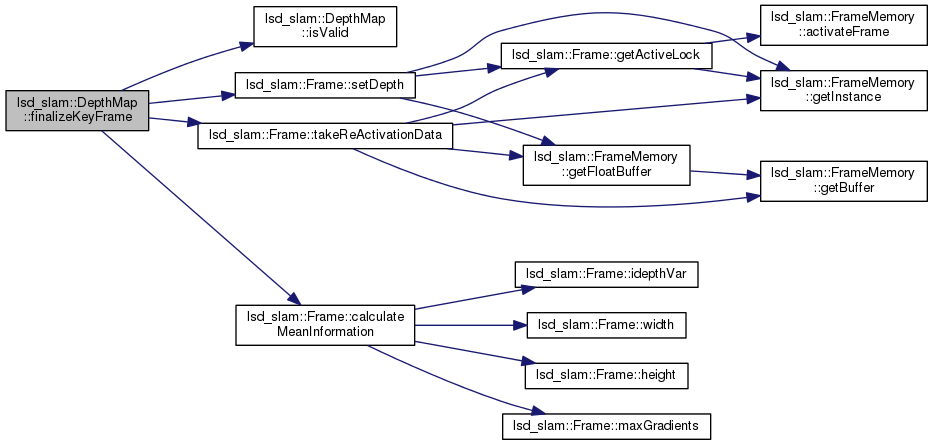 lsd_slam::DepthMap
::finalizeKeyFrame
lsd_slam::DepthMap
::isValid
lsd_slam::Frame::setDepth
lsd_slam::Frame::takeReActivationData
lsd_slam::Frame::calculate
MeanInformation
lsd_slam::Frame::getActiveLock
lsd_slam::FrameMemory
::getFloatBuffer
lsd_slam::FrameMemory
::activateFrame
lsd_slam::FrameMemory
::getInstance
lsd_slam::FrameMemory
::getBuffer
lsd_slam::Frame::idepthVar
lsd_slam::Frame::width
lsd_slam::Frame::height
lsd_slam::Frame::maxGradients